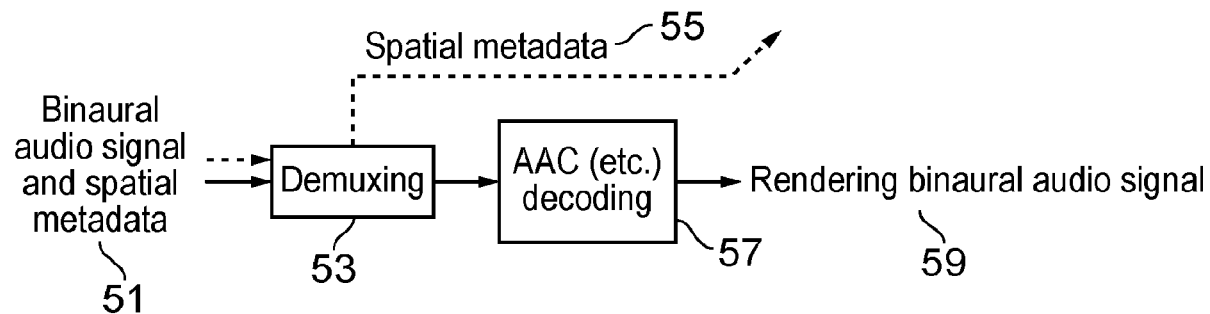 Spatial metadata 55
Binaural
audio signal
and spatial
metadata
51
Demuxing
53
AAC (etc.)
decoding
57
Rendering binaural audio signal
59